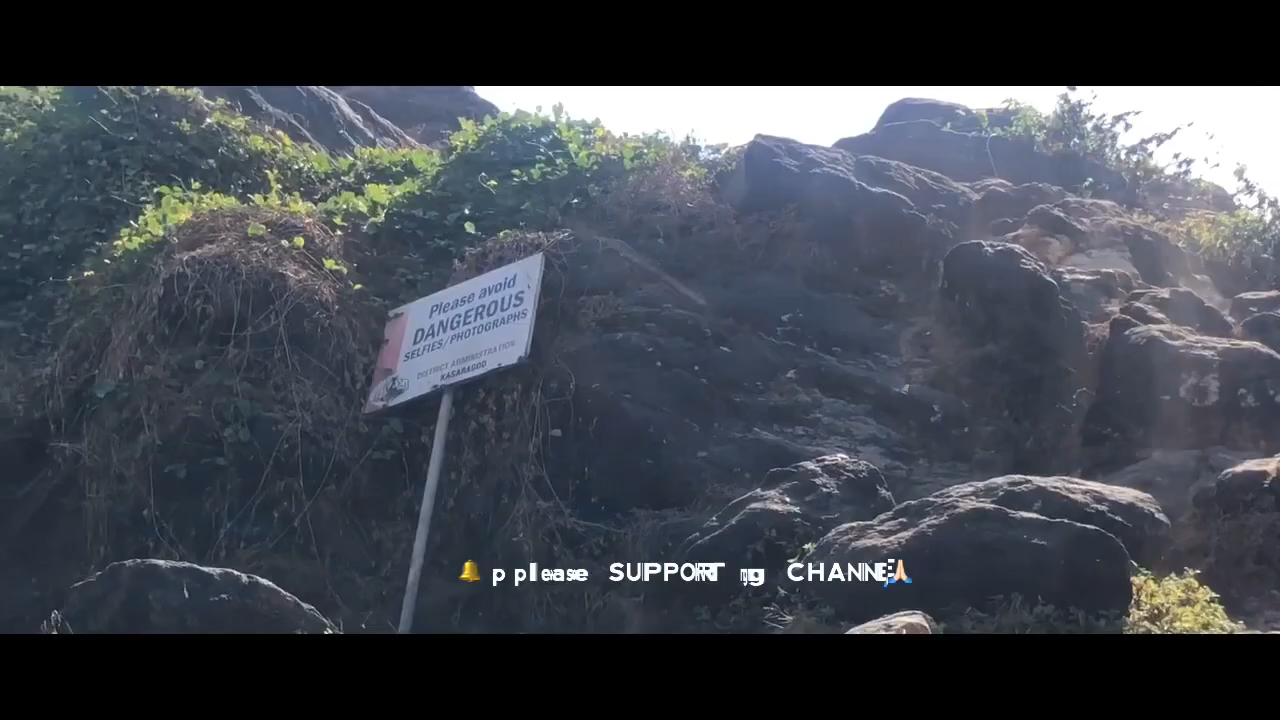 Please avoid
DANGEROUS
SELFIES/PHOTOGRAPHS
DISTRICT ADMINISTRATION
KASARAGOD
please SUPPORT CHANNEL